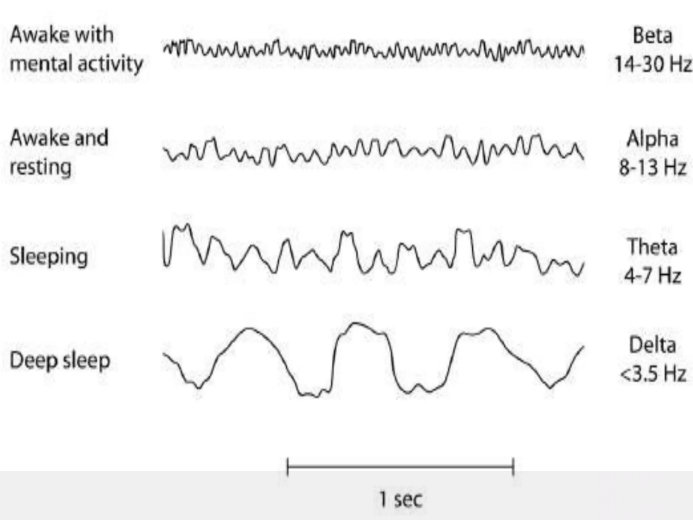 Awake with
mental activity
Beta
14-30 Hz
Awake and
resting
Alpha
8-13 Hz
Sleeping
Theta
4-7 Hz
Deep sleep
Delta
<3.5 Hz
1 sec